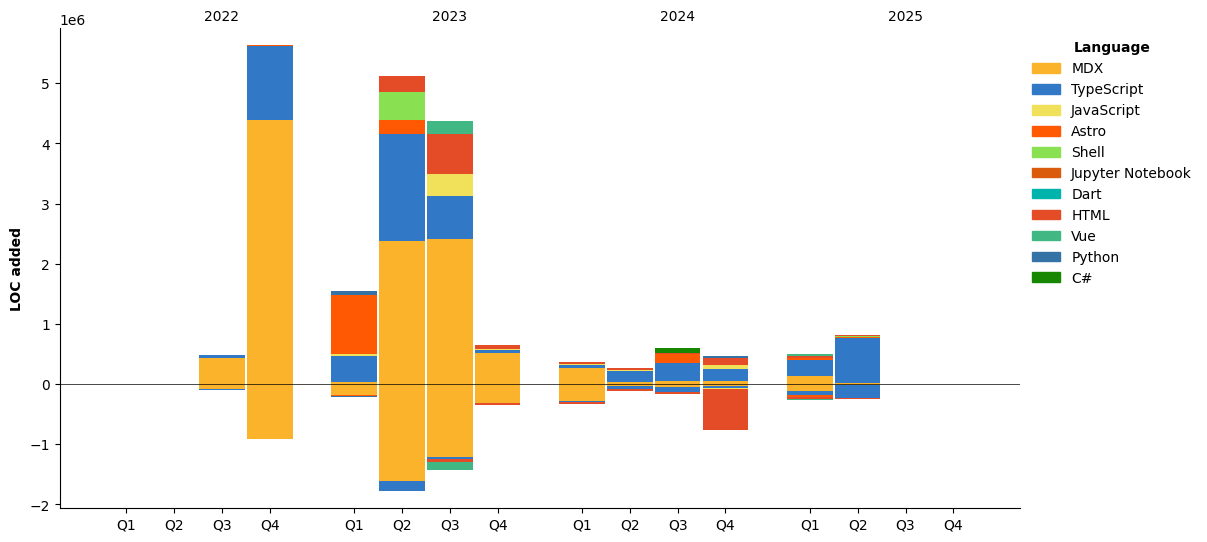 2022 2023 2024 2025
1e6
5
4
3
2
1
0
−1
−2
LOC added
Q1 Q2 Q3 Q4 Q1 Q2 Q3 Q4 Q1 Q2 Q3 Q4 Q1 Q2 Q3 Q4
Language
MDX
TypeScript
JavaScript
Astro
Shell
Jupyter Notebook
Dart
HTML
Vue
Python
C#